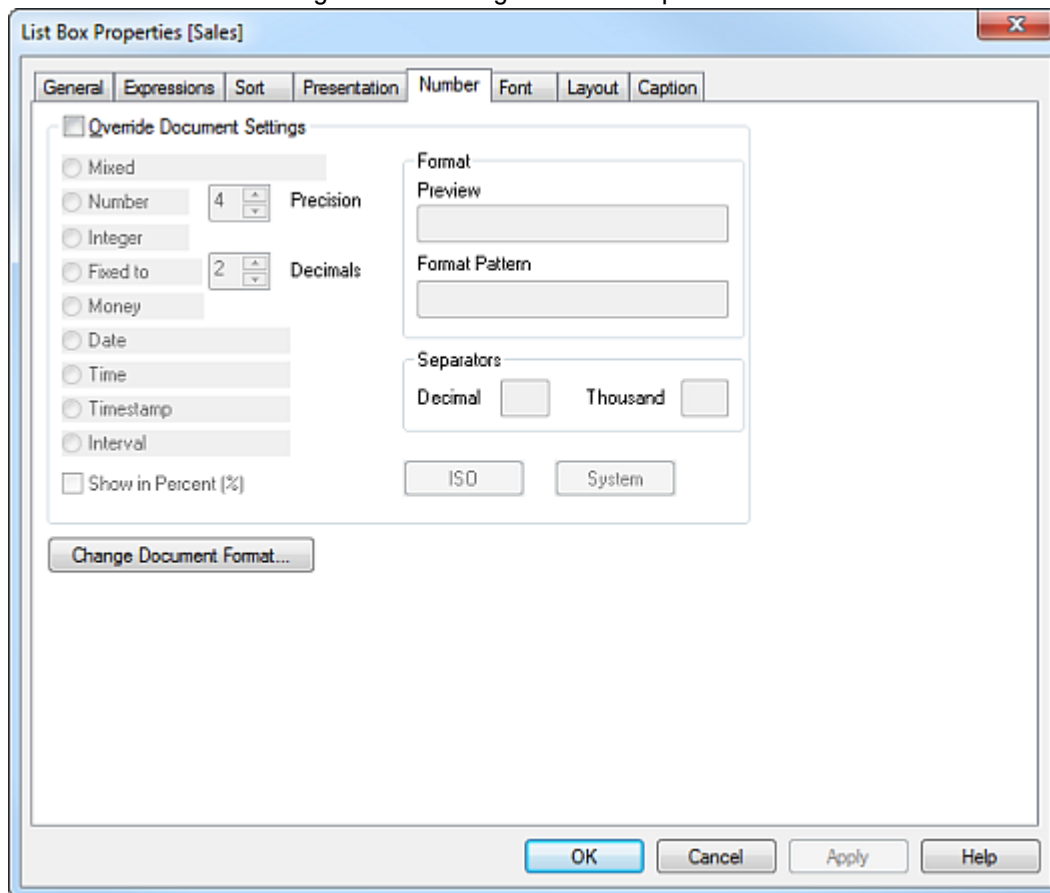 List Box Properties [Sales]
General Expressions Sort Presentation Number Font Layout Caption
Override Document Settings
Mixed
Number 4 Precision
Integer
Fixed to 2 Decimals
Money
Date
Time
Timestamp
Interval
Show in Percent (%)
Format
Preview
Format Pattern
Separators
Decimal Thousand
ISO System
Change Document Format...
OK Cancel Apply Help